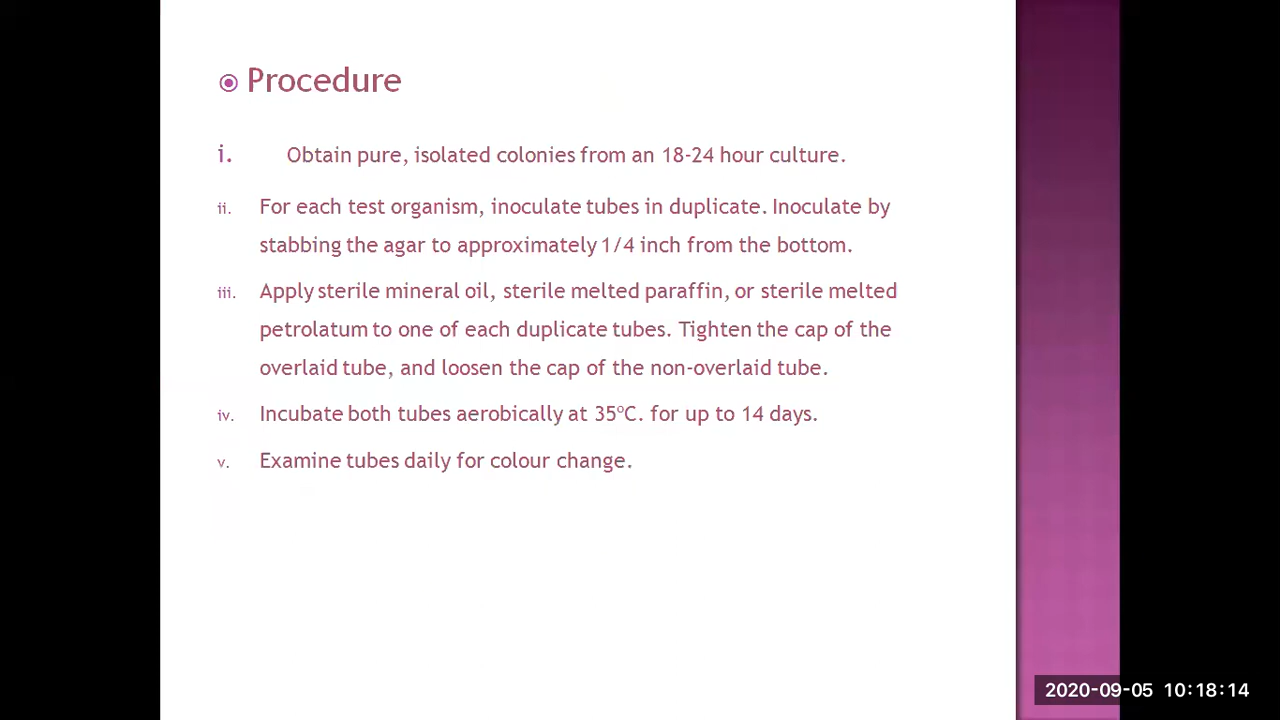 Procedure
i. Obtain pure, isolated colonies from an 18-24 hour culture.
ii. For each test organism, inoculate tubes in duplicate. Inoculate by
stabbing the agar to approximately 1/4 inch from the bottom.
iii. Apply sterile mineral oil, sterile melted paraffin, or sterile melted
petrolatum to one of each duplicate tubes. Tighten the cap of the
overlaid tube, and loosen the cap of the non-overlaid tube.
iv. Incubate both tubes aerobically at 35°C. for up to 14 days.
v. Examine tubes daily for colour change.
2020-09-05 10:18:14